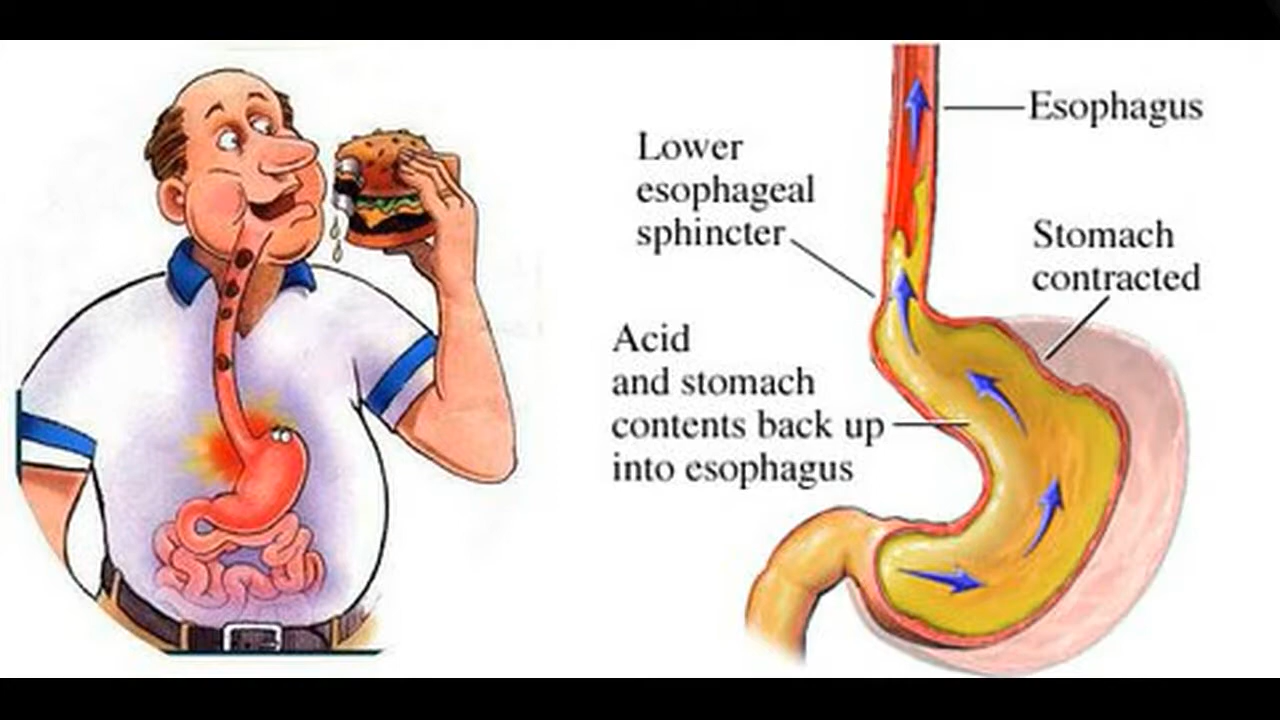 Esophagus
Lower
esophageal
sphincter
Stomach
contracted
Acid
and stomach
contents back up
into esophagus